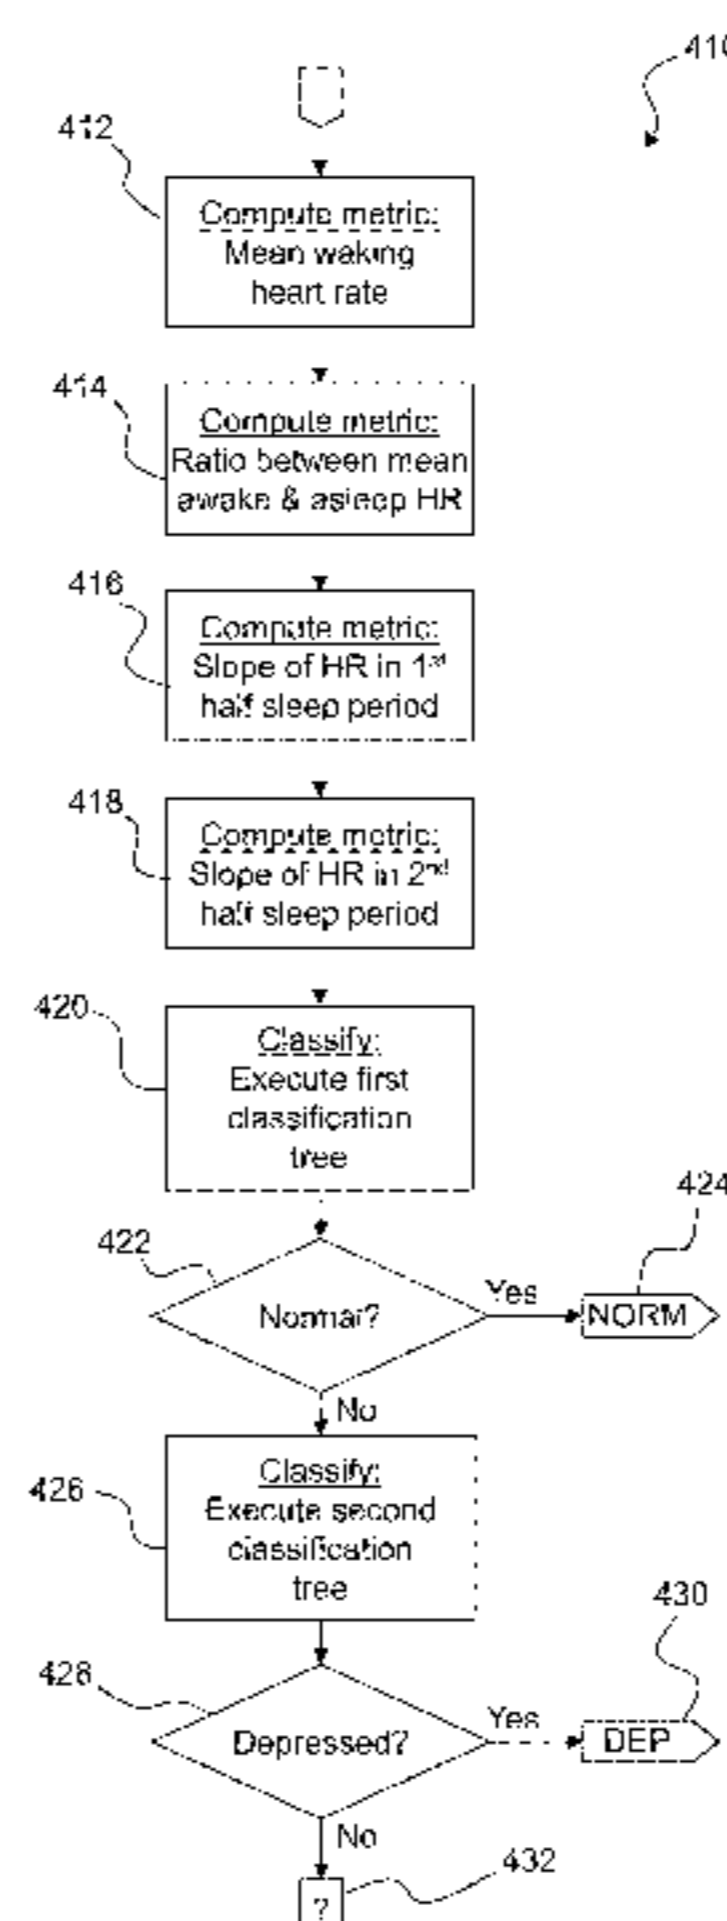 410
412
Compute metric:
Mean waking
heart rate
414
Compute metric:
Ratio between mean
awake & asleep HR
416
Compute metric:
Slope of HR in 1st
half sleep period
418
Compute metric:
Slope of HR in 2nd
half sleep period
420
Classify:
Execute first
classification
tree
424
422
Normal?
Yes
NORM
No
426
Classify:
Execute second
classification
tree
430
428
Depressed?
Yes
DEP
No
432
?